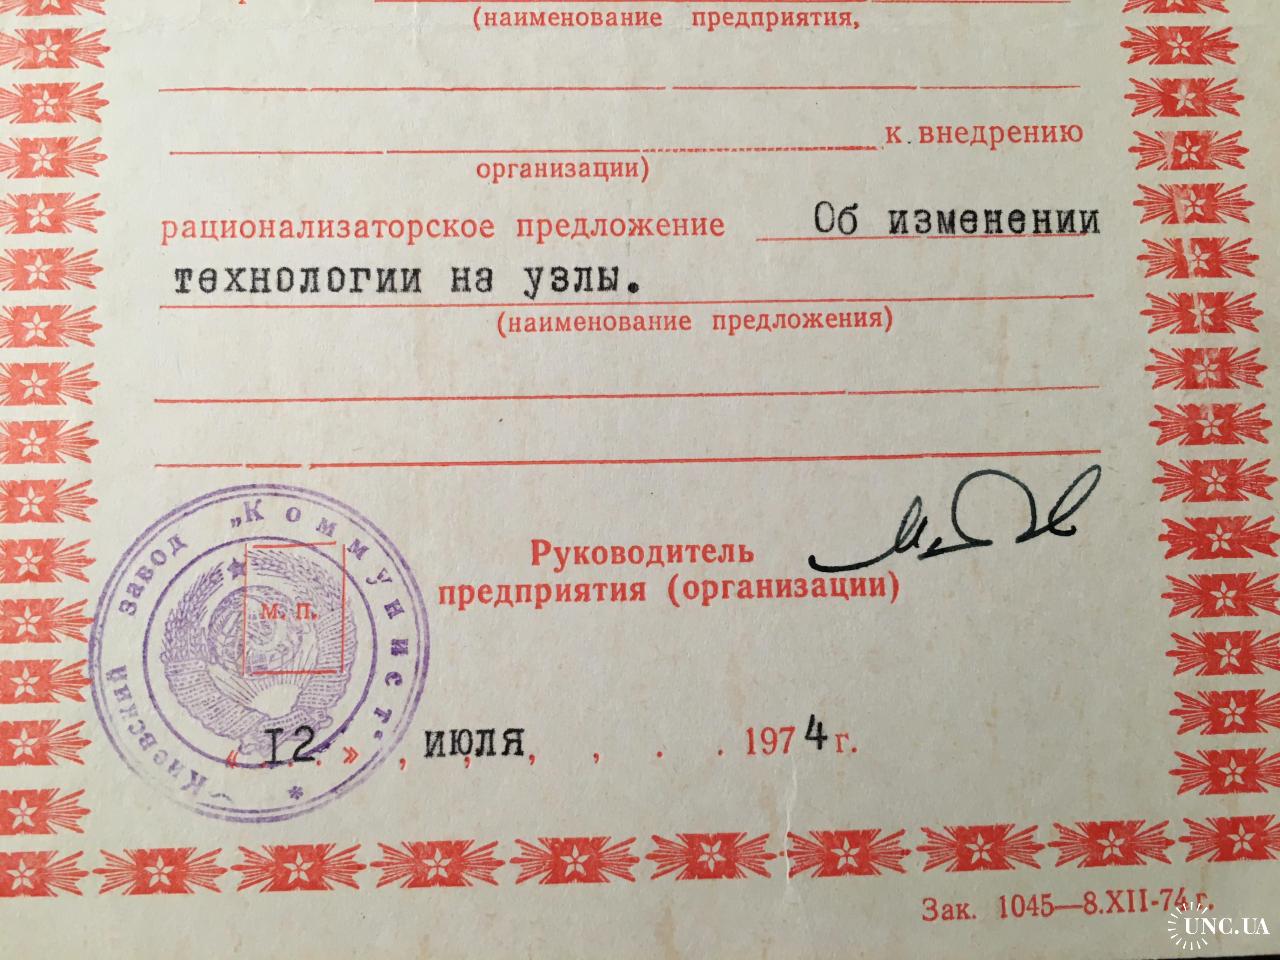 (наименование предприятия,
к внедрению
организации)
рационализаторское предложение Об изменении
технологии на узлы.
(наименование предложения)
Руководитель
предприятия (организации)
Киевский завод „Коммунист“ *
м. п.
« 12 » июля 1974 г.
Зак. 1045—8.XII-74 г.
UNC.UA